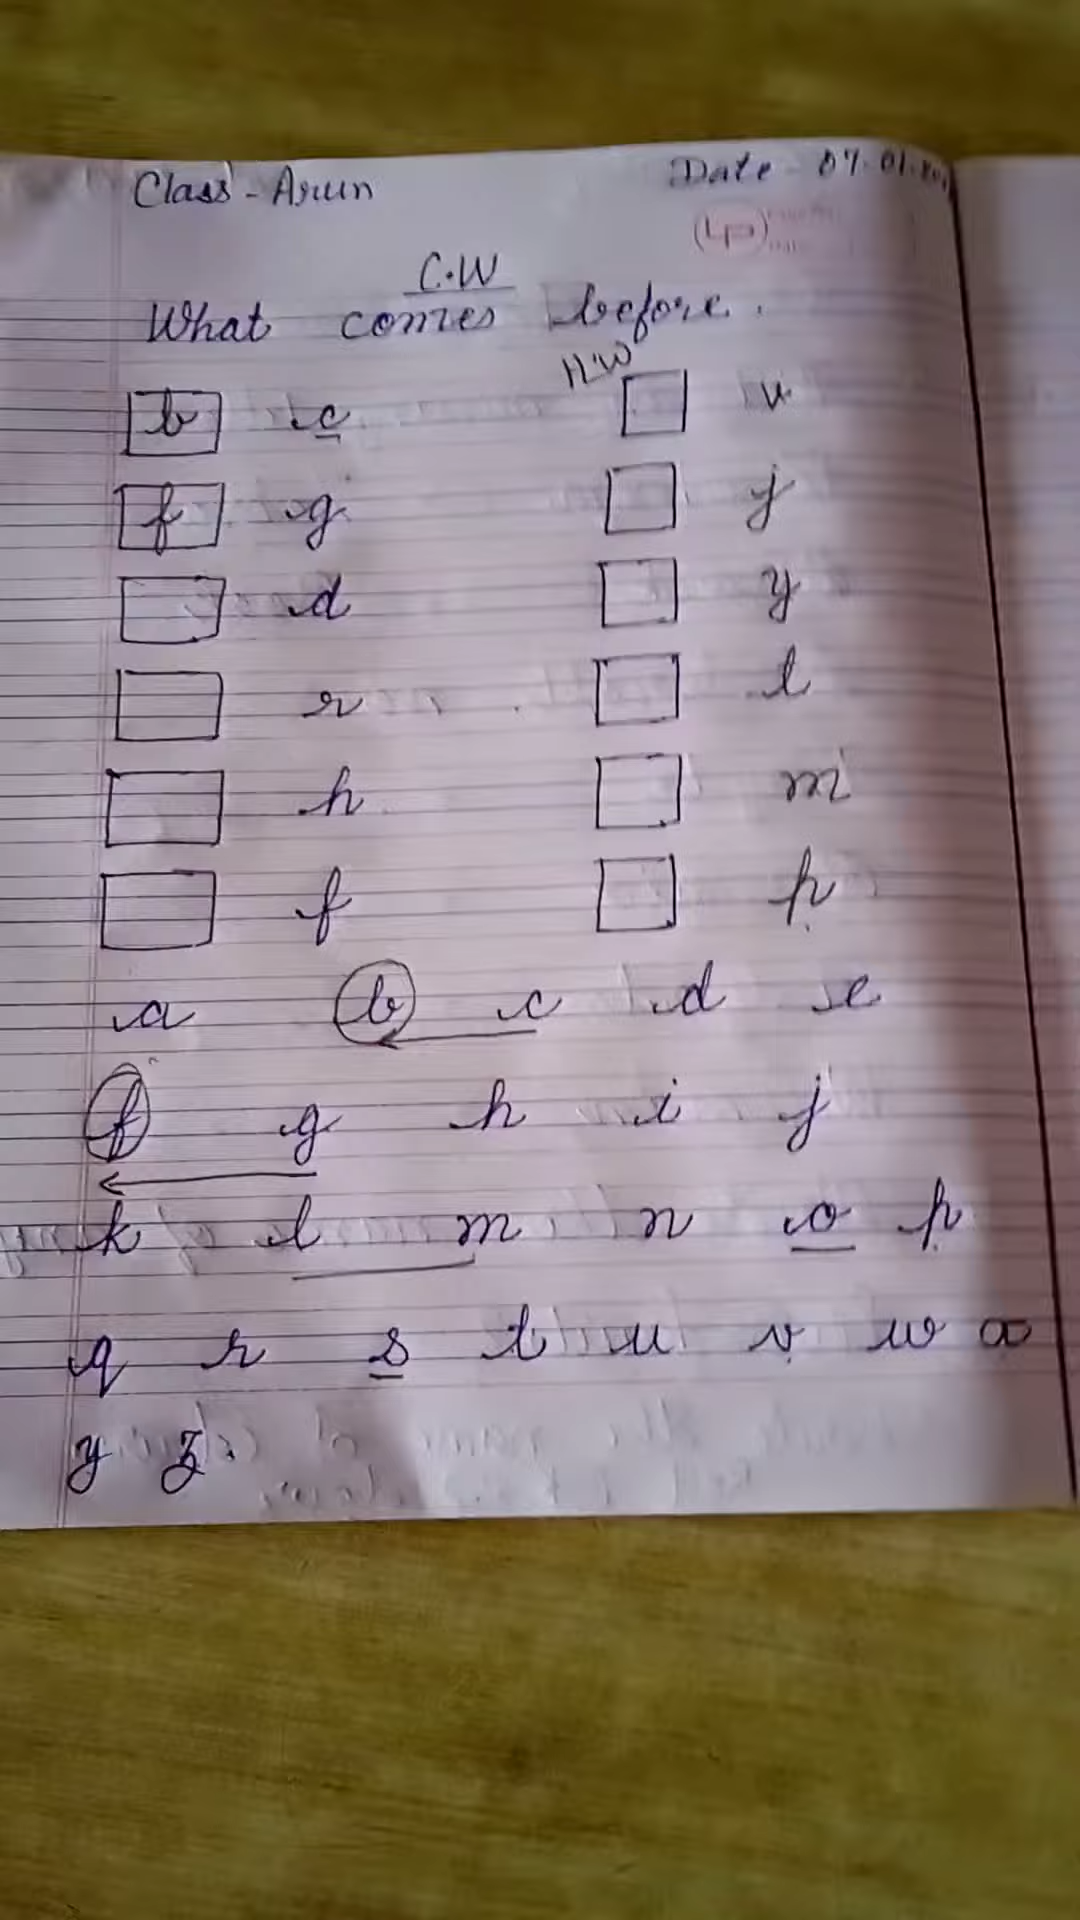 Class - Arun Date - 07.01.
C.W
What comes before.
H.W
b c u
f g j
d y
r l
h m
f p
a b c d e
f g h i j
k l m n o p
q r s t u v w x
y z.